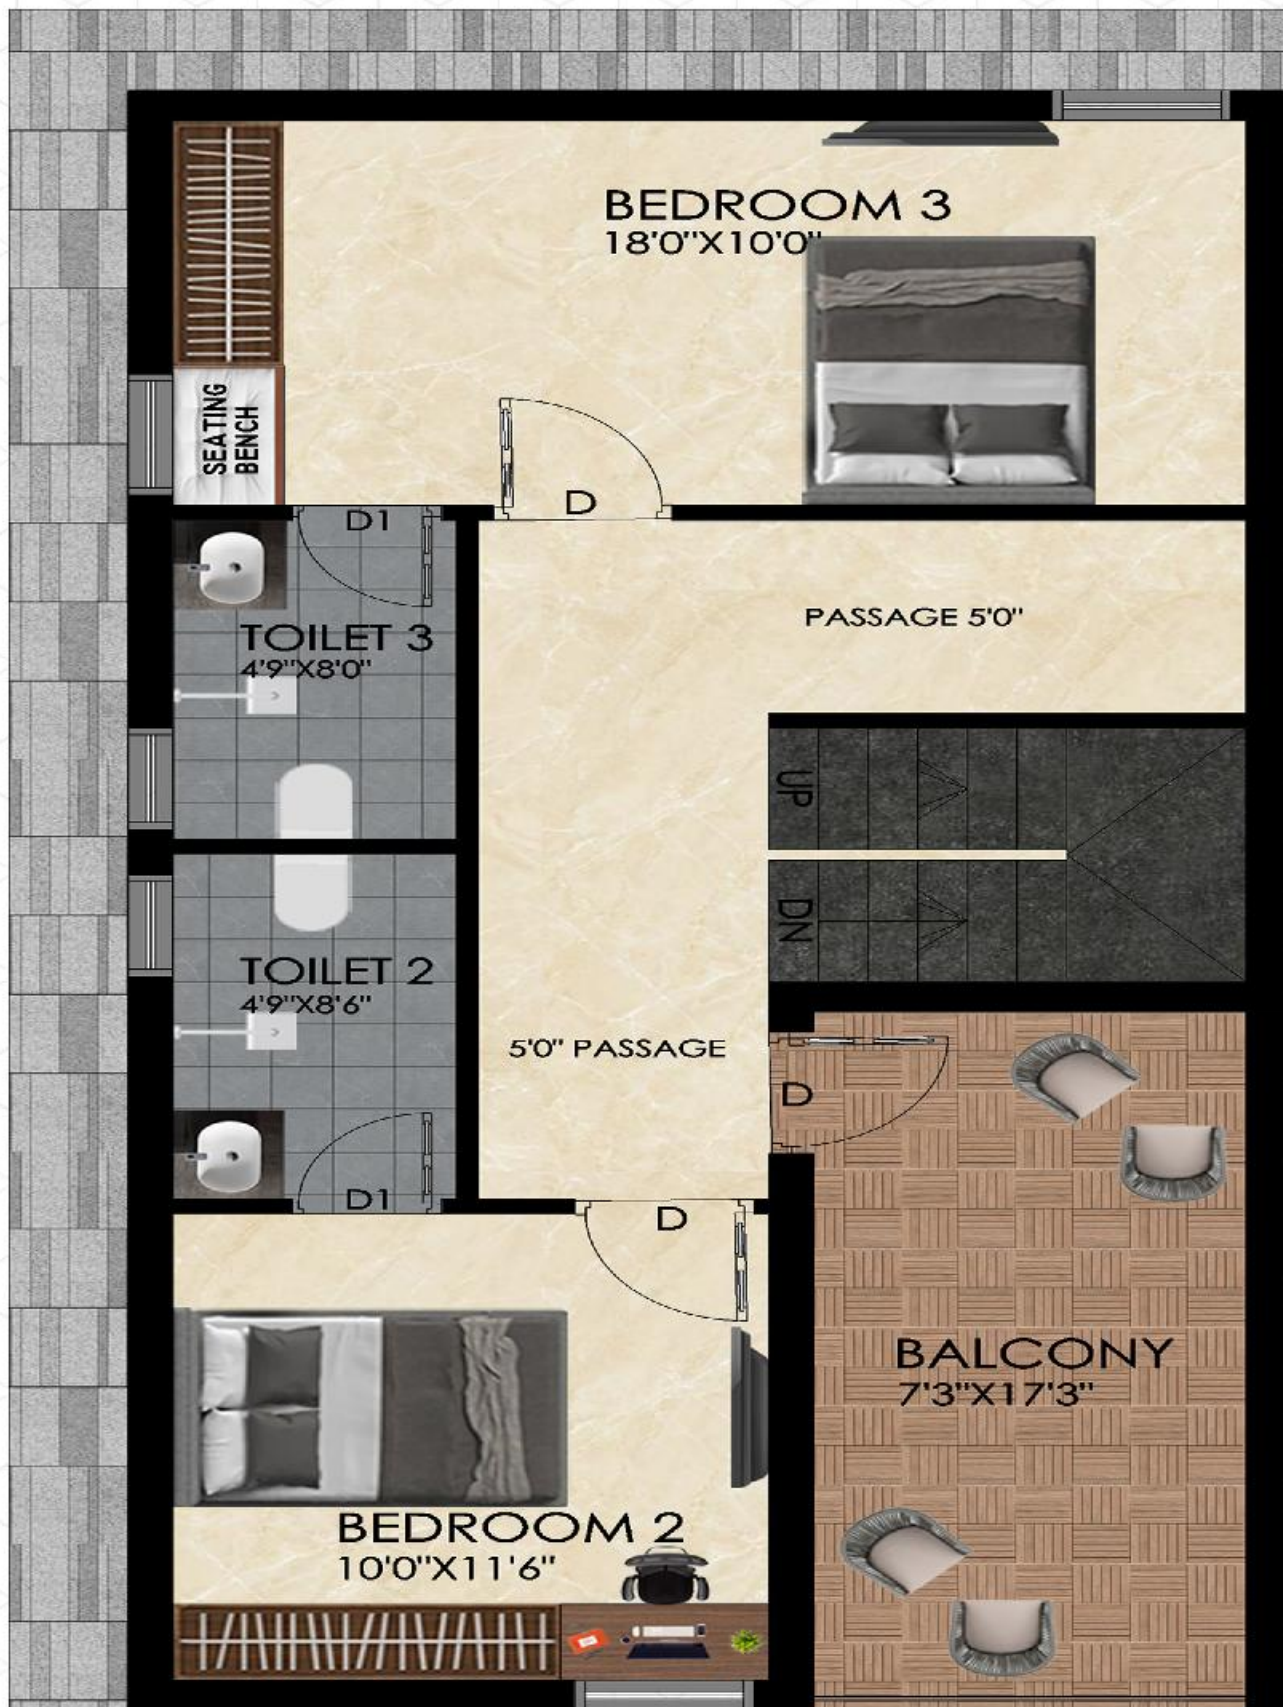 BEDROOM 3
18'0"X10'0"
SEATING
BENCH
D
D1
TOILET 3
4'9"X8'0"
PASSAGE 5'0"
UP
DN
TOILET 2
4'9"X8'6"
5'0" PASSAGE
D
D1
D
BALCONY
7'3"X17'3"
BEDROOM 2
10'0"X11'6"